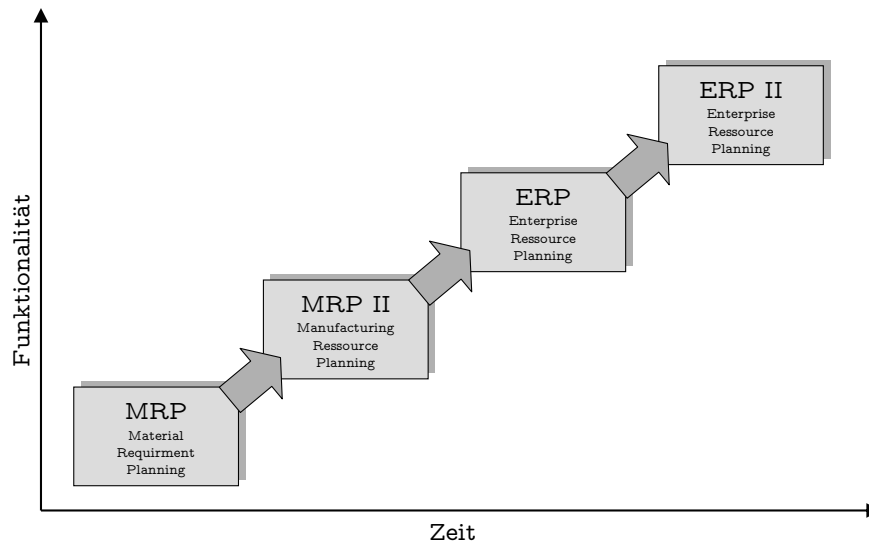 ERP II
Enterprise
Ressource
Planning
ERP
Enterprise
Ressource
Planning
MRP II
Manufacturing
Ressource
Planning
MRP
Material
Requirment
Planning
Funktionalität
Zeit